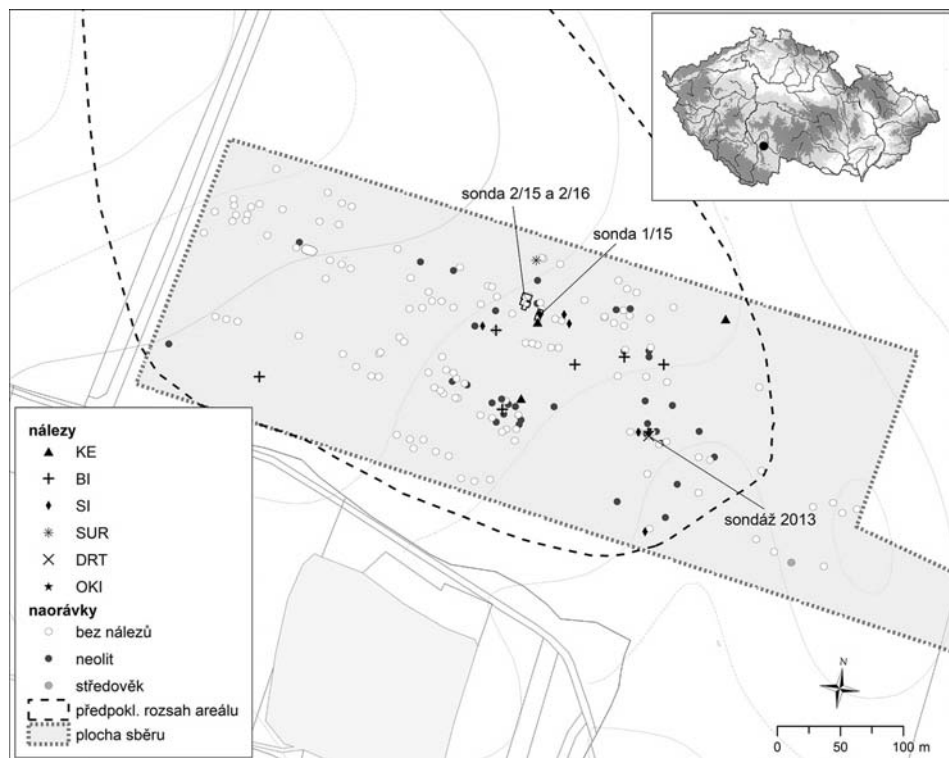 sonda 2/15 a 2/16
sonda 1/15
sondáž 2013
nálezy
KE
BI
SI
SUR
DRT
OKI
naorávky
bez nálezů
neolit
středověk
předpokl. rozsah areálu
plocha sběru
N
0 50 100 m